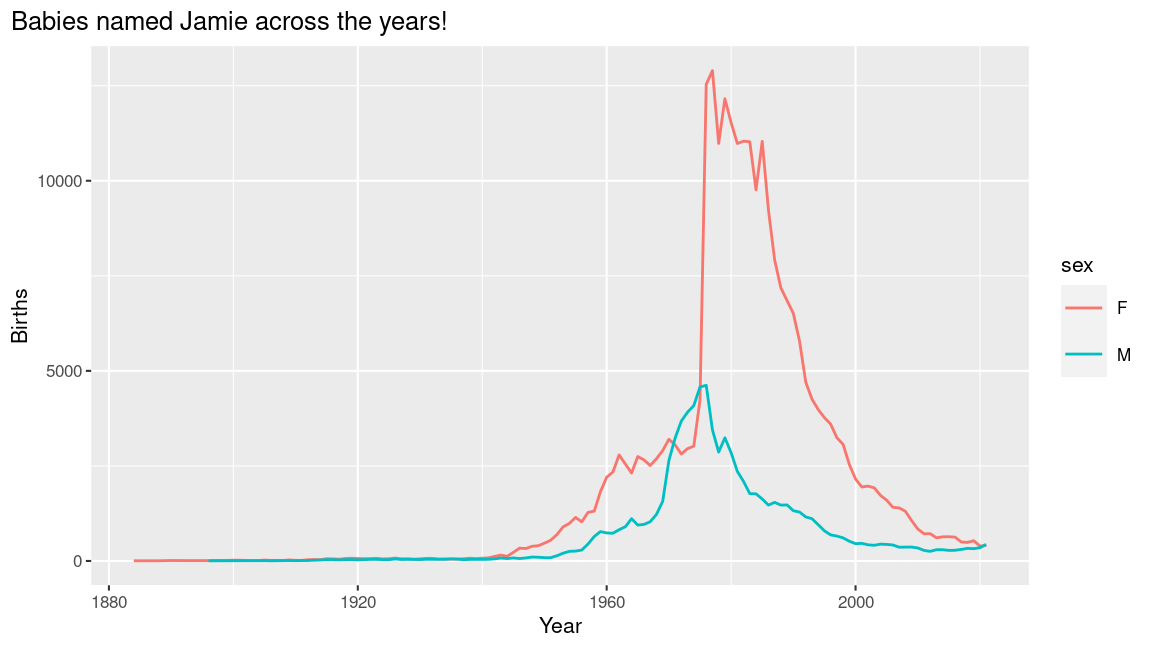 Babies named Jamie across the years!
10000
5000
0
Births
1880 1920 1960 2000
Year
sex
F
M